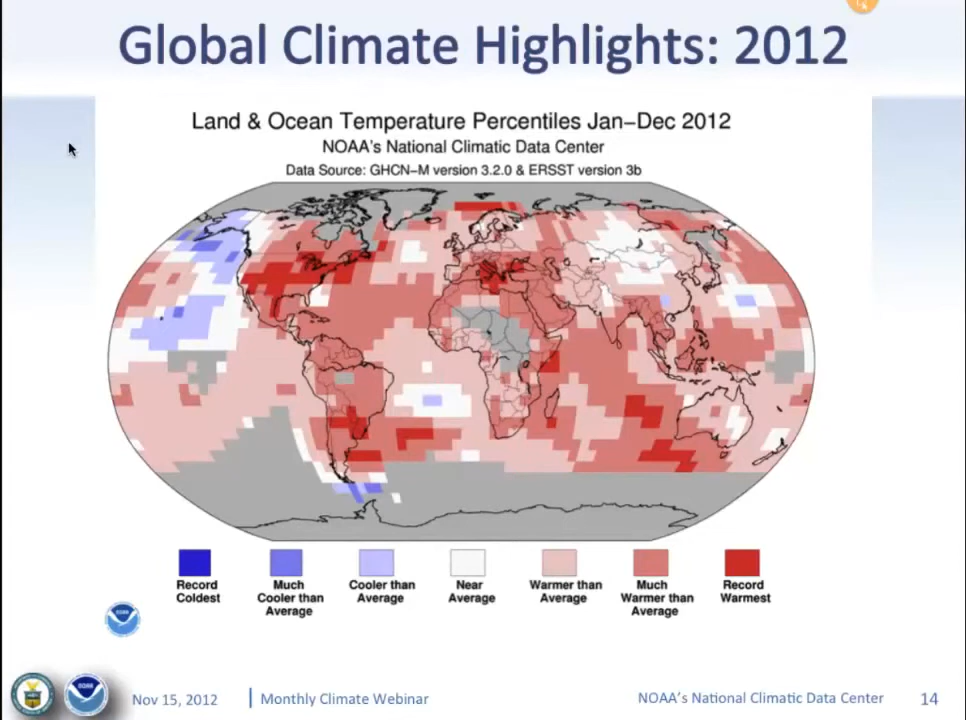 Global Climate Highlights: 2012
Land & Ocean Temperature Percentiles Jan–Dec 2012
NOAA's National Climatic Data Center
Data Source: GHCN–M version 3.2.0 & ERSST version 3b
Record Coldest
Much Cooler than Average
Cooler than Average
Near Average
Warmer than Average
Much Warmer than Average
Record Warmest
Nov 15, 2012
Monthly Climate Webinar
NOAA's National Climatic Data Center
14